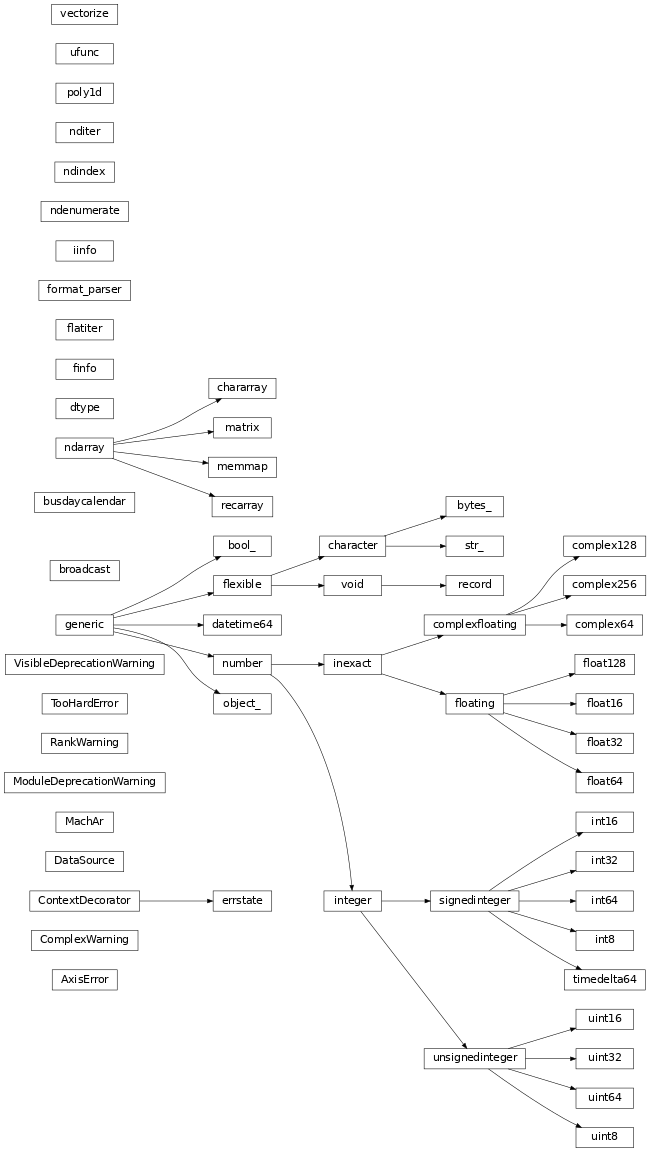 vectorize
ufunc
poly1d
nditer
ndindex
ndenumerate
iinfo
format_parser
flatiter
finfo
chararray
dtype
matrix
ndarray
memmap
busdaycalendar
recarray
bytes_
bool_
character
str_
complex128
broadcast
flexible
void
record
complex256
generic
datetime64
complexfloating
complex64
VisibleDeprecationWarning
number
inexact
float128
TooHardError
object_
floating
float16
RankWarning
float32
ModuleDeprecationWarning
float64
MachAr
int16
DataSource
int32
ContextDecorator
errstate
integer
signedinteger
int64
ComplexWarning
int8
AxisError
timedelta64
uint16
unsignedinteger
uint32
uint64
uint8